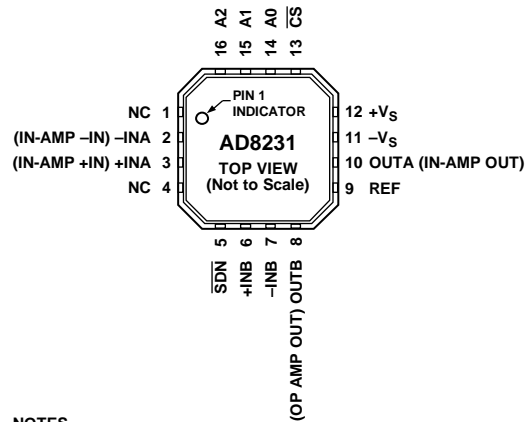 16 A2
15 A1
14 A0
13 C̅S̅
NC 1
(IN-AMP –IN) –INA 2
(IN-AMP +IN) +INA 3
NC 4
PIN 1
INDICATOR
AD8231
TOP VIEW
(Not to Scale)
12 +VS
11 –VS
10 OUTA (IN-AMP OUT)
9 REF
S̅D̅N̅ 5
+INB 6
–INB 7
(OP AMP OUT) OUTB 8
NOTES